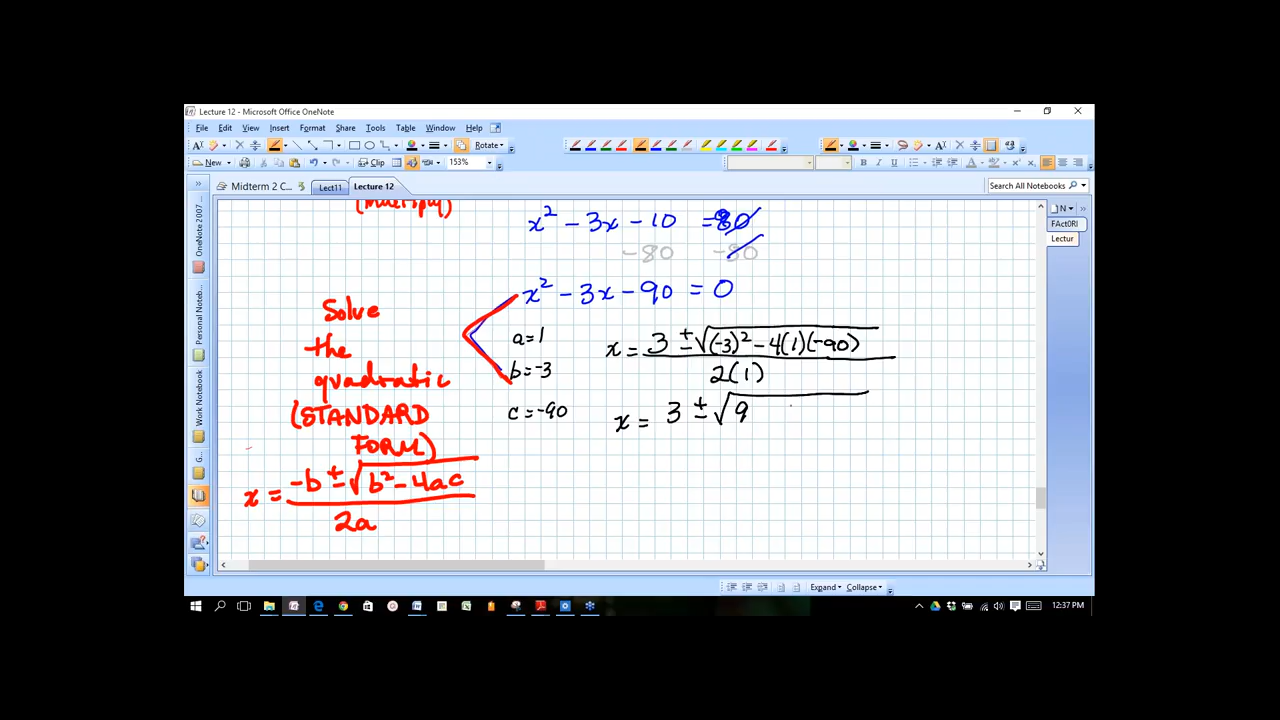 Lecture 12 - Microsoft Office OneNote
File Edit View Insert Format Share Tools Table Window Help
Rotate
New Clip 153% B I U
Midterm 2 C... Lect11 Lecture 12 Search All Notebooks
N
FActORI
Lectur
OneNote 2007
Personal Noteb...
Work Notebook
G...
(multiply)
x² - 3x - 10 = 80
-80 -80
x² - 3x - 90 = 0
Solve
the
quadratic
(STANDARD
FORM)
x = -b ± √b² - 4ac
2a
a = 1
b = -3
c = -90
x = 3 ± √(-3)² - 4(1)(-90)
2(1)
x = 3 ± √9
Expand Collapse
12:37 PM